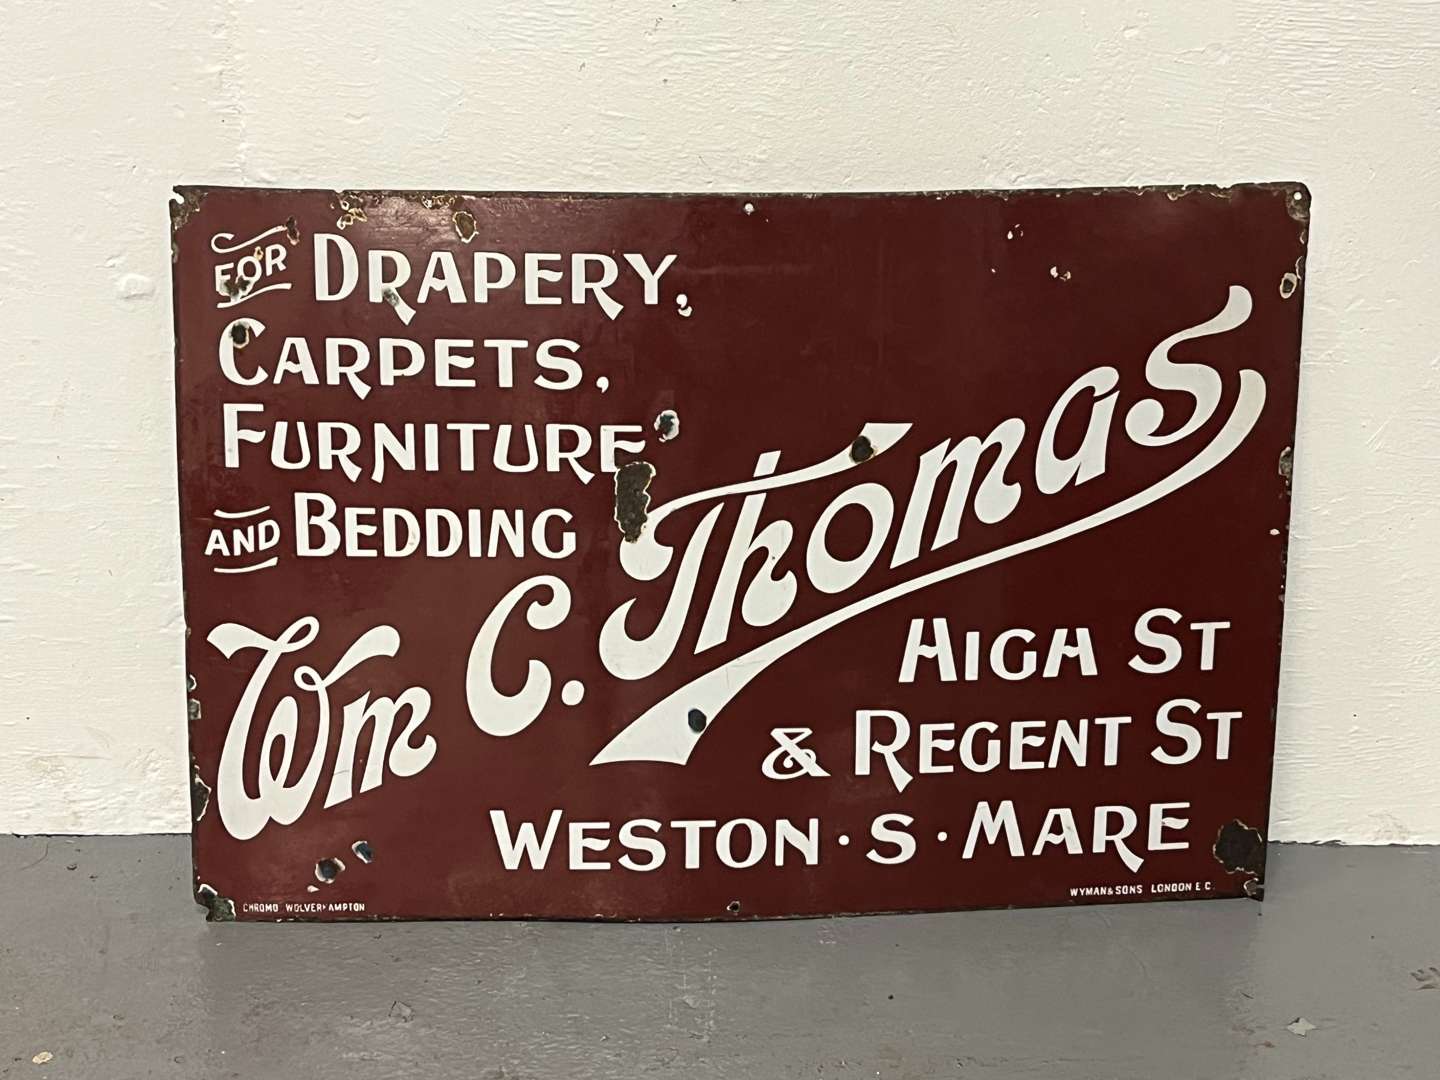 FOR DRAPERY,
CARPETS,
FURNITURE
AND BEDDING
Wm C. Thomas
HIGH ST
& REGENT ST
WESTON · S · MARE
CHROMO WOLVERHAMPTON
WYMAN & SONS LONDON E.C.